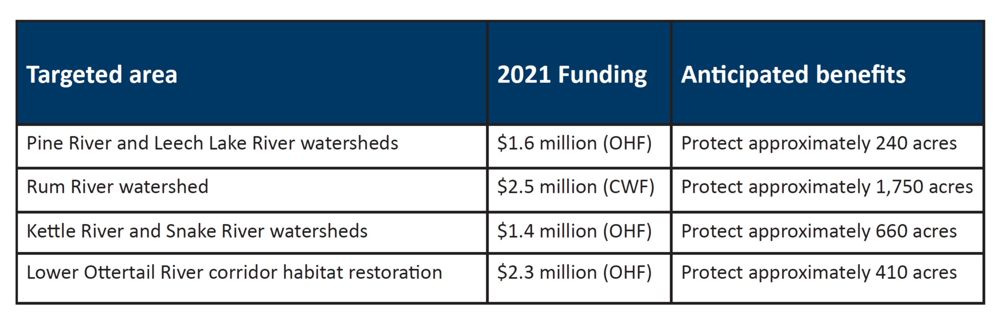 Targeted area 2021 Funding Anticipated benefits
Pine River and Leech Lake River watersheds $1.6 million (OHF) Protect approximately 240 acres
Rum River watershed $2.5 million (CWF) Protect approximately 1,750 acres
Kettle River and Snake River watersheds $1.4 million (OHF) Protect approximately 660 acres
Lower Ottertail River corridor habitat restoration $2.3 million (OHF) Protect approximately 410 acres